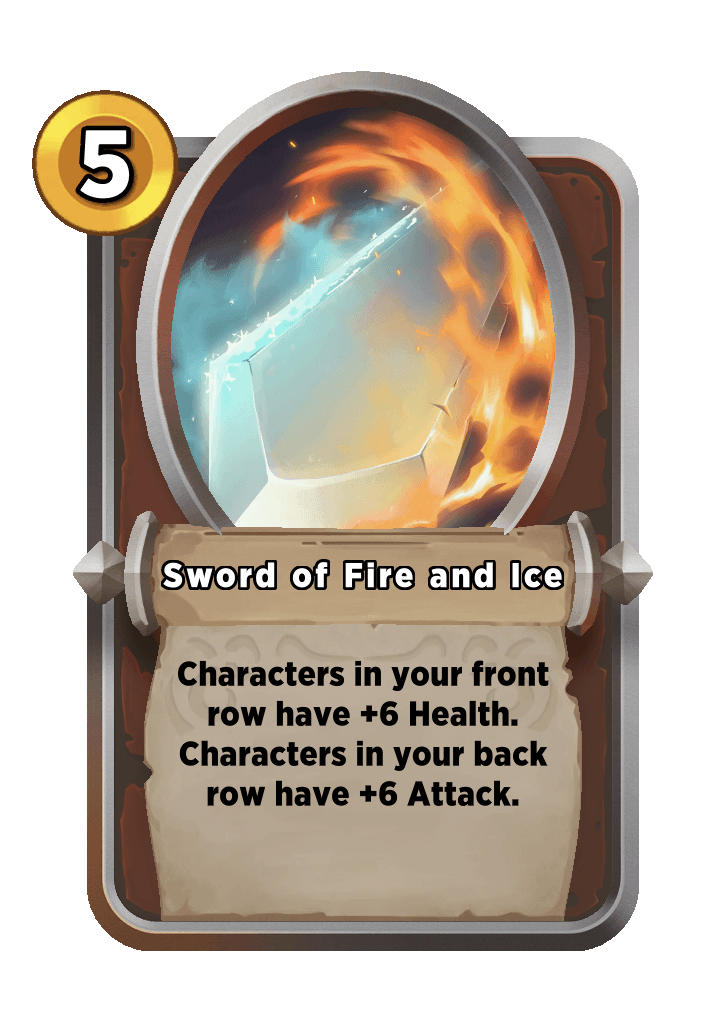 5
Sword of Fire and Ice
Characters in your front
row have +6 Health.
Characters in your back
row have +6 Attack.